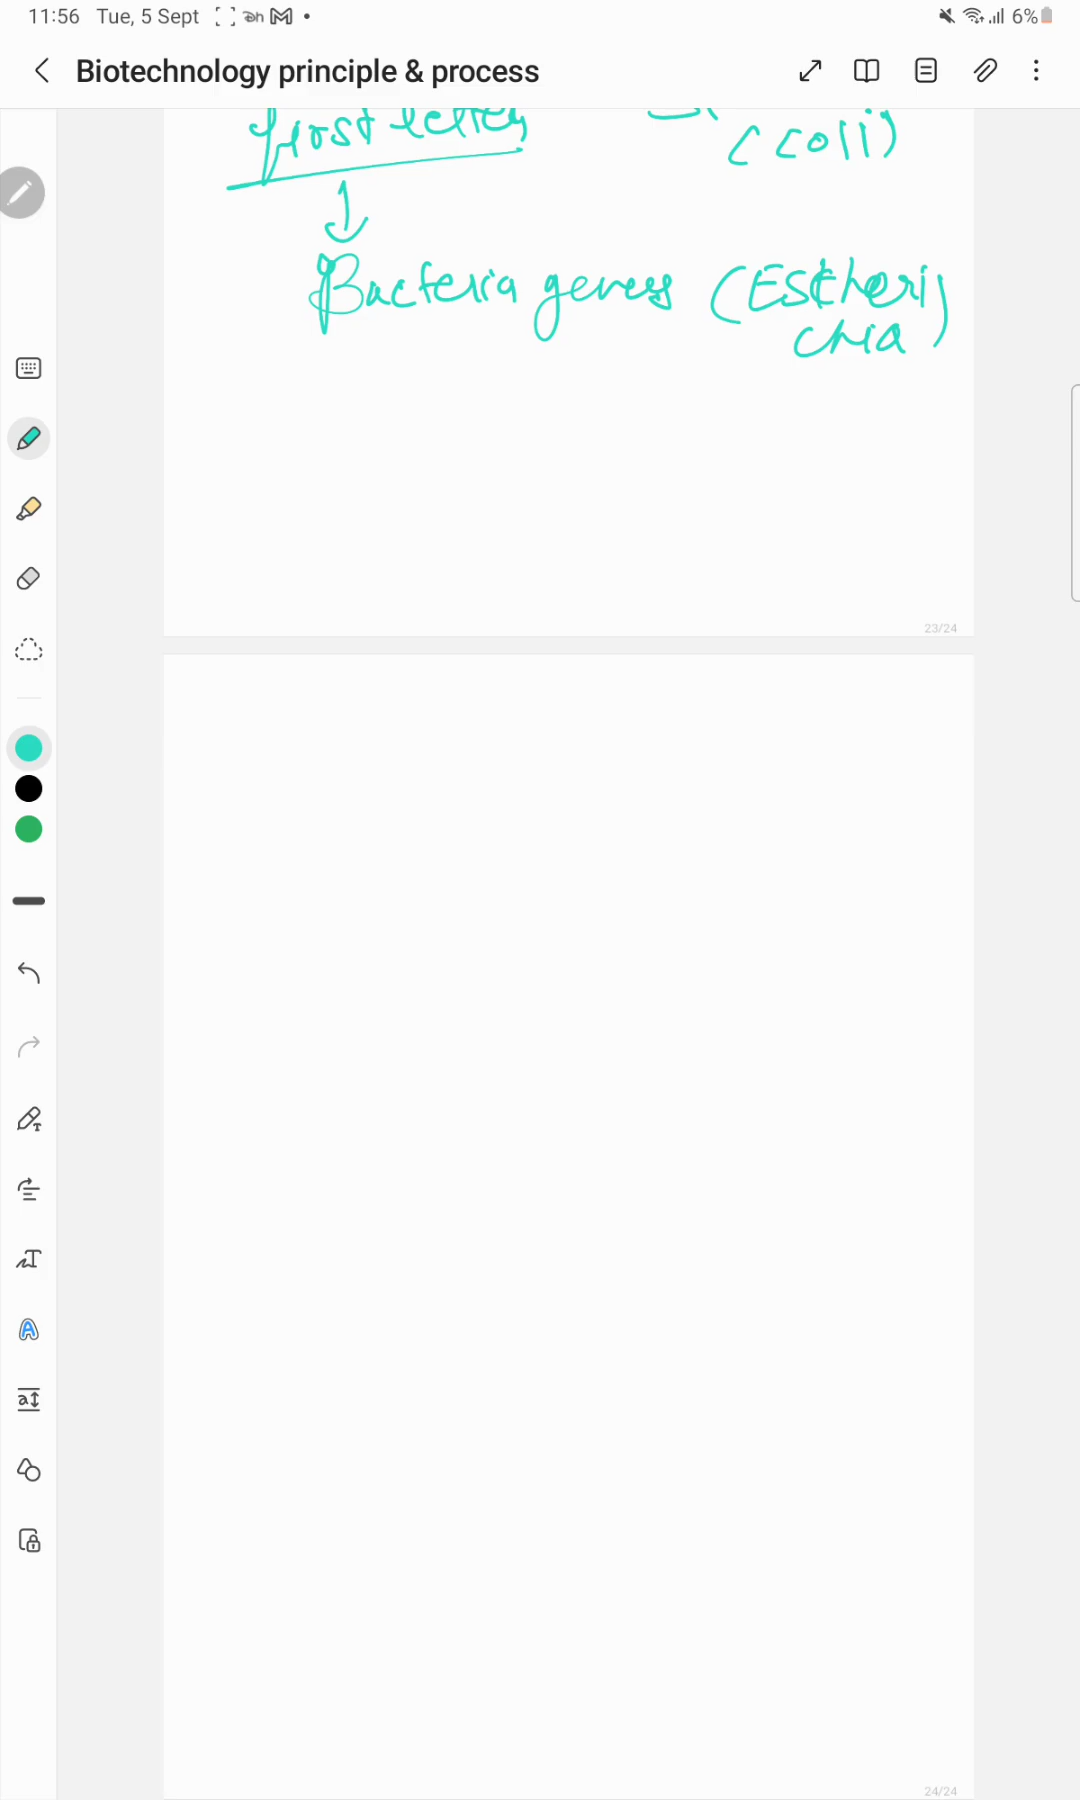 11:56 Tue, 5 Sept 6%
Biotechnology principle & process
first letter
(coli)
Bacteria genes (Estheri
chia)
23/24
24/24